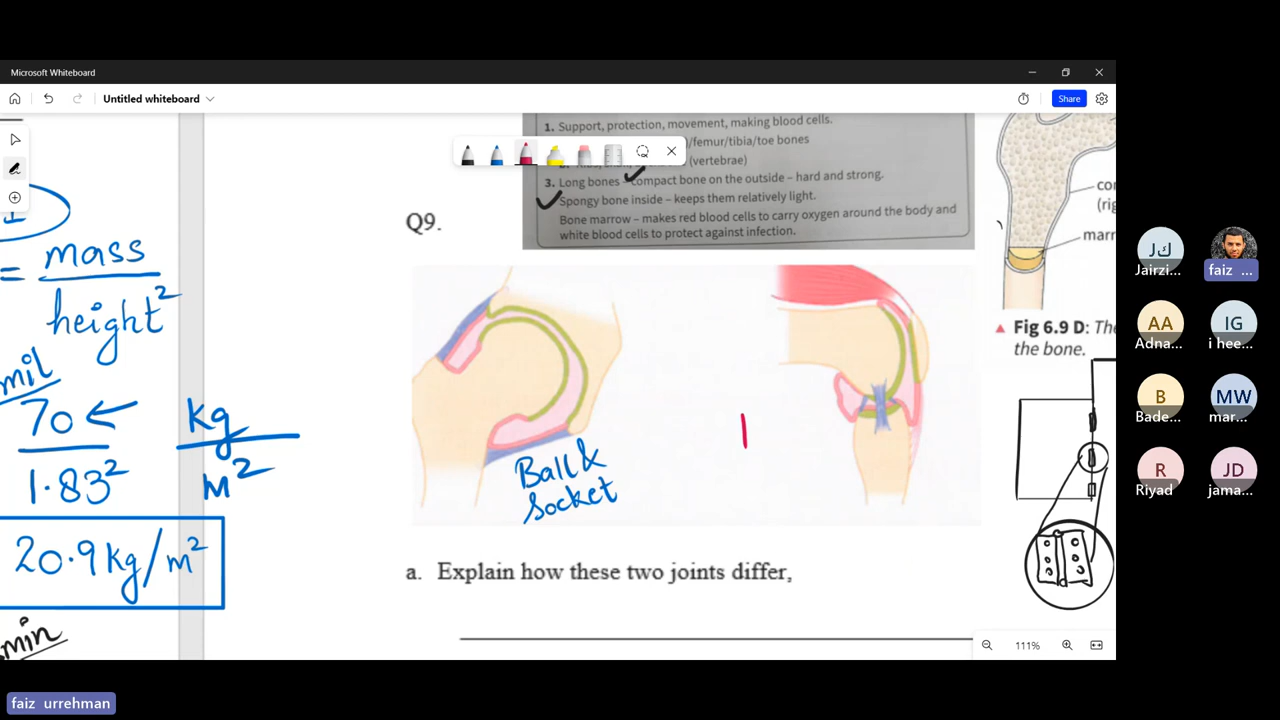 Microsoft Whiteboard
Untitled whiteboard
Share
1. Support, protection, movement, making blood cells.
)/femur/tibia/toe bones
(vertebrae)
3. Long bones – compact bone on the outside – hard and strong.
Spongy bone inside – keeps them relatively light.
Bone marrow – makes red blood cells to carry oxygen around the body and
white blood cells to protect against infection.
Q9.
= mass
height²
mil
70
1.83²
kg
m²
20.9 kg/m²
min
Ball &
Socket
marr
Fig 6.9 D: The
the bone.
a. Explain how these two joints differ,
111%
JJ
Jairzi...
faiz ...
AA
Adna...
IG
i hee...
B
Bade...
MW
mar...
R
Riyad
JD
jama...
faiz urrehman